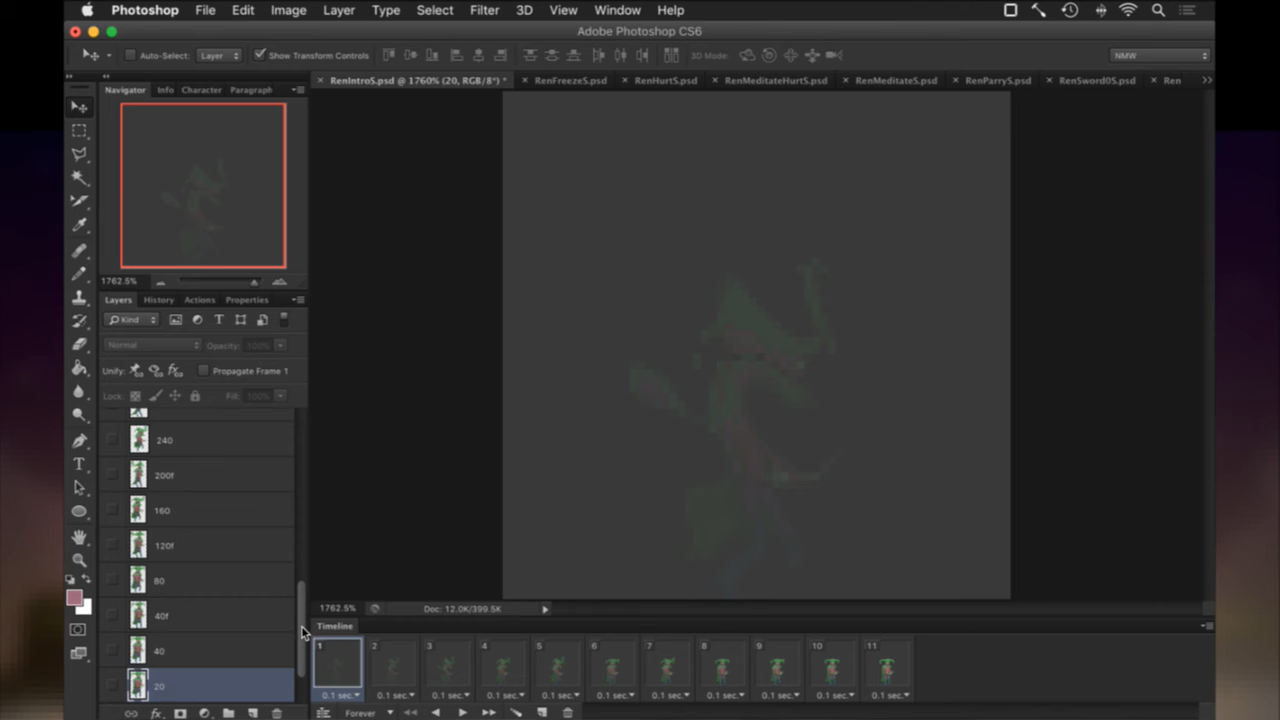 Photoshop File Edit Image Layer Type Select Filter 3D View Window Help
Adobe Photoshop CS6
Auto-Select: Layer Show Transform Controls 3D Mode: NMW
Navigator Info Character Paragraph
× RenIntroS.psd @ 1760% (20, RGB/8*) * × RenFreezeS.psd × RenHurtS.psd × RenMeditateHurtS.psd × RenMeditateS.psd × RenParryS.psd × RenSword0S.psd × Ren
1762.5%
Layers History Actions Properties
Kind T
Normal Opacity: 100%
Unify: Propagate Frame 1
Lock: Fill: 100%
240
200f
160
120f
80
40f
40
20
1762.5% Doc: 12.0K/399.5K
Timeline
1 2 3 4 5 6 7 8 9 10 11
0.1 sec. 0.1 sec. 0.1 sec. 0.1 sec. 0.1 sec. 0.1 sec. 0.1 sec. 0.1 sec. 0.1 sec. 0.1 sec. 0.1 sec.
Forever
fx